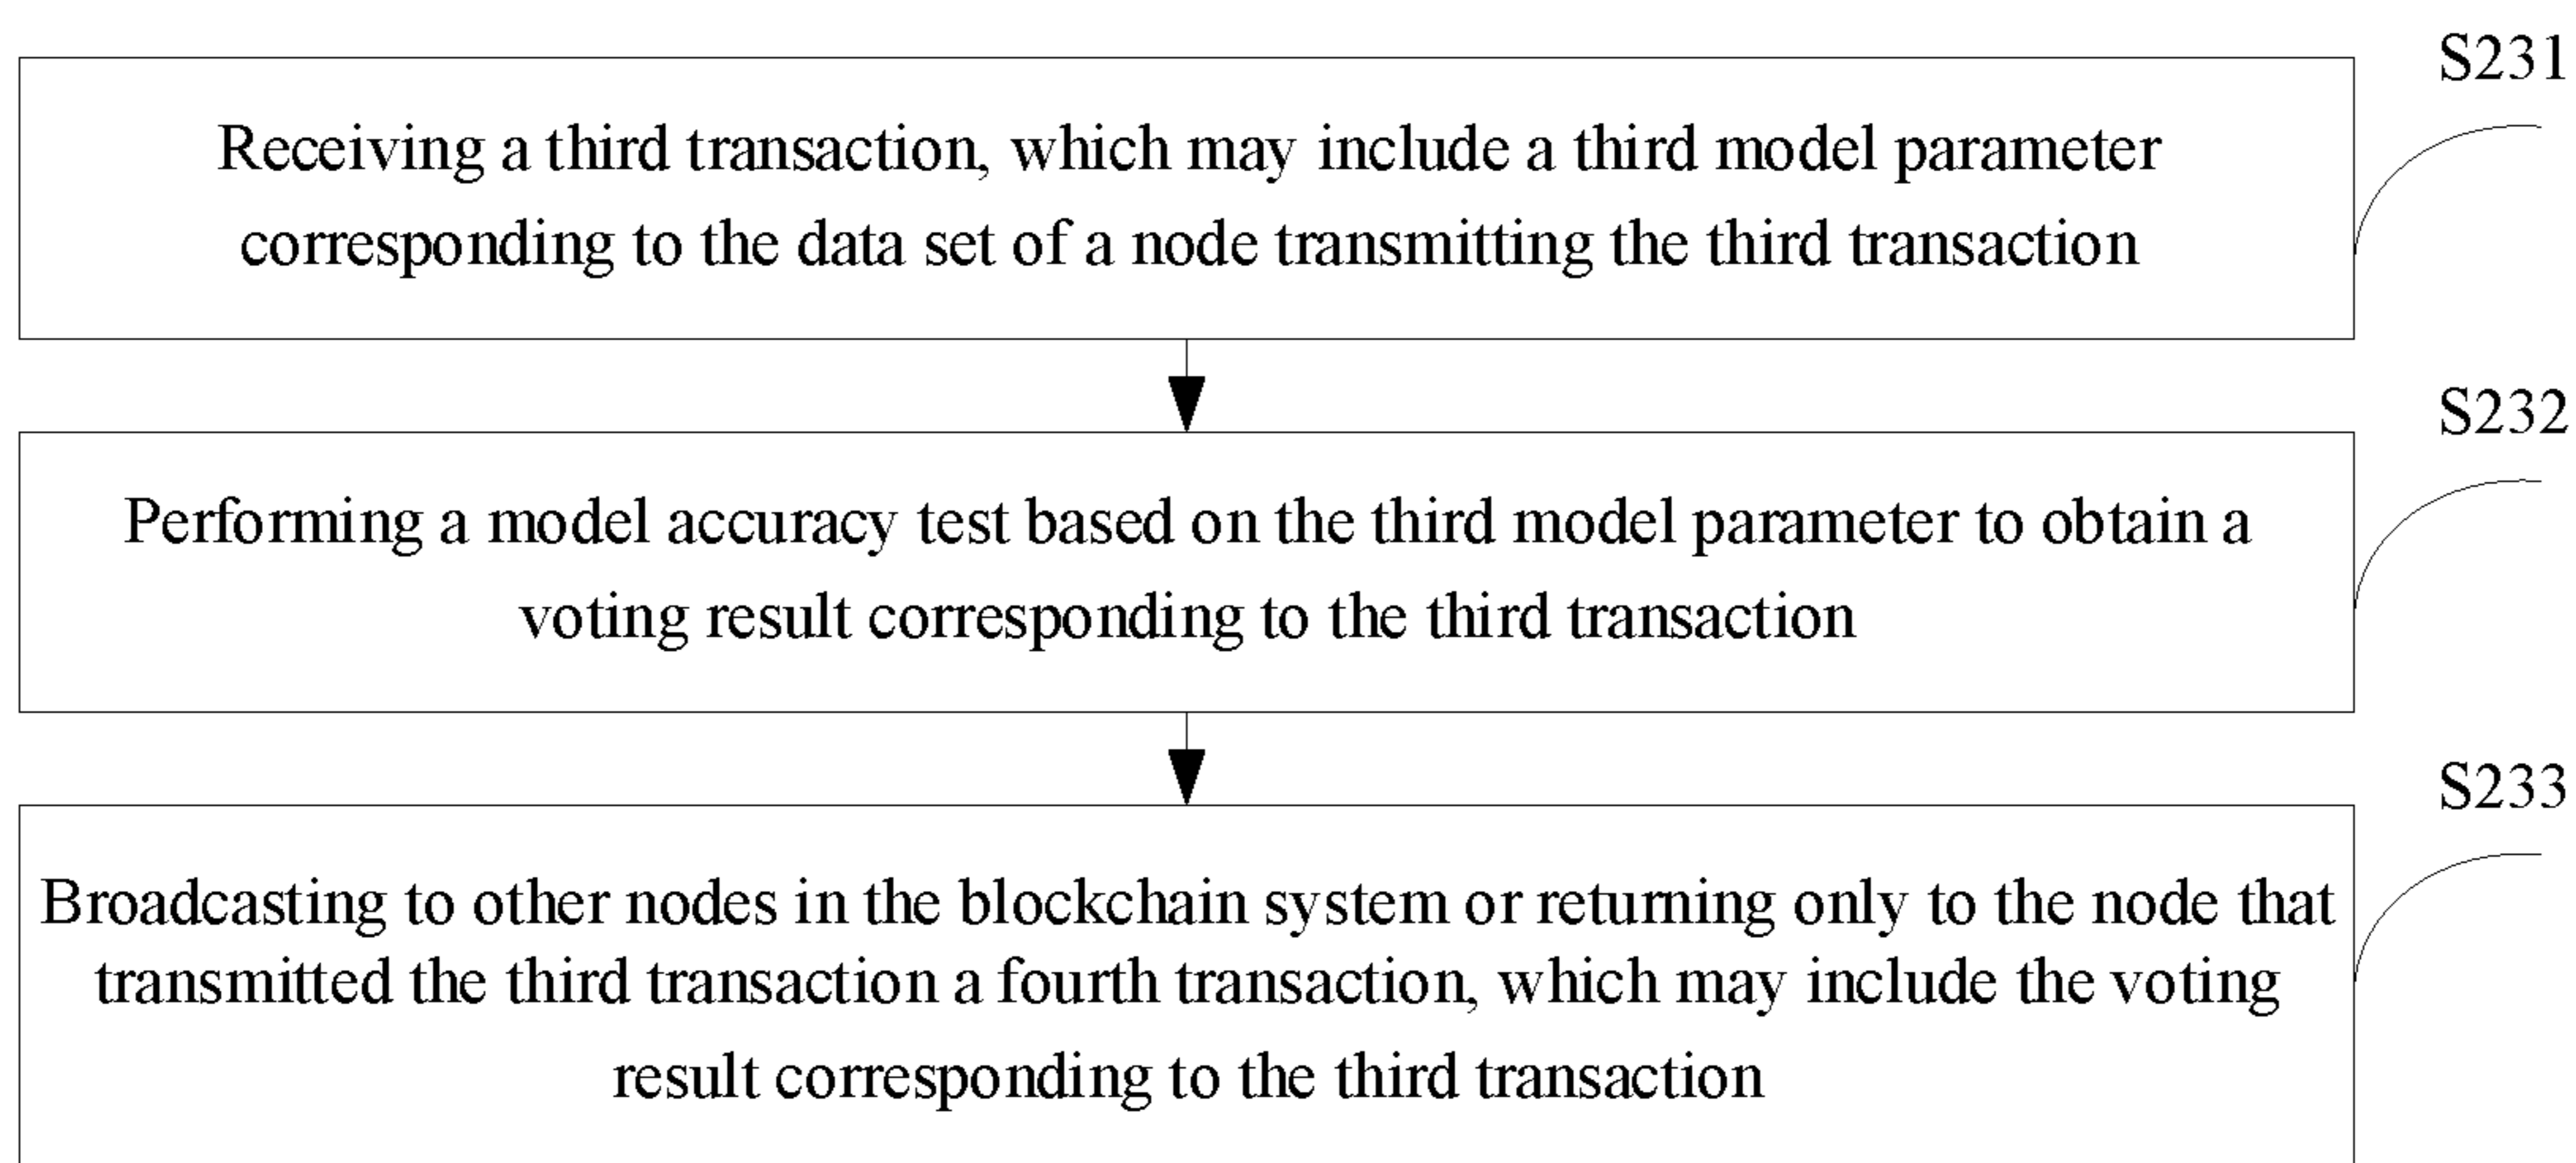 S231
Receiving a third transaction, which may include a third model parameter
corresponding to the data set of a node transmitting the third transaction
S232
Performing a model accuracy test based on the third model parameter to obtain a
voting result corresponding to the third transaction
S233
Broadcasting to other nodes in the blockchain system or returning only to the node that
transmitted the third transaction a fourth transaction, which may include the voting
result corresponding to the third transaction